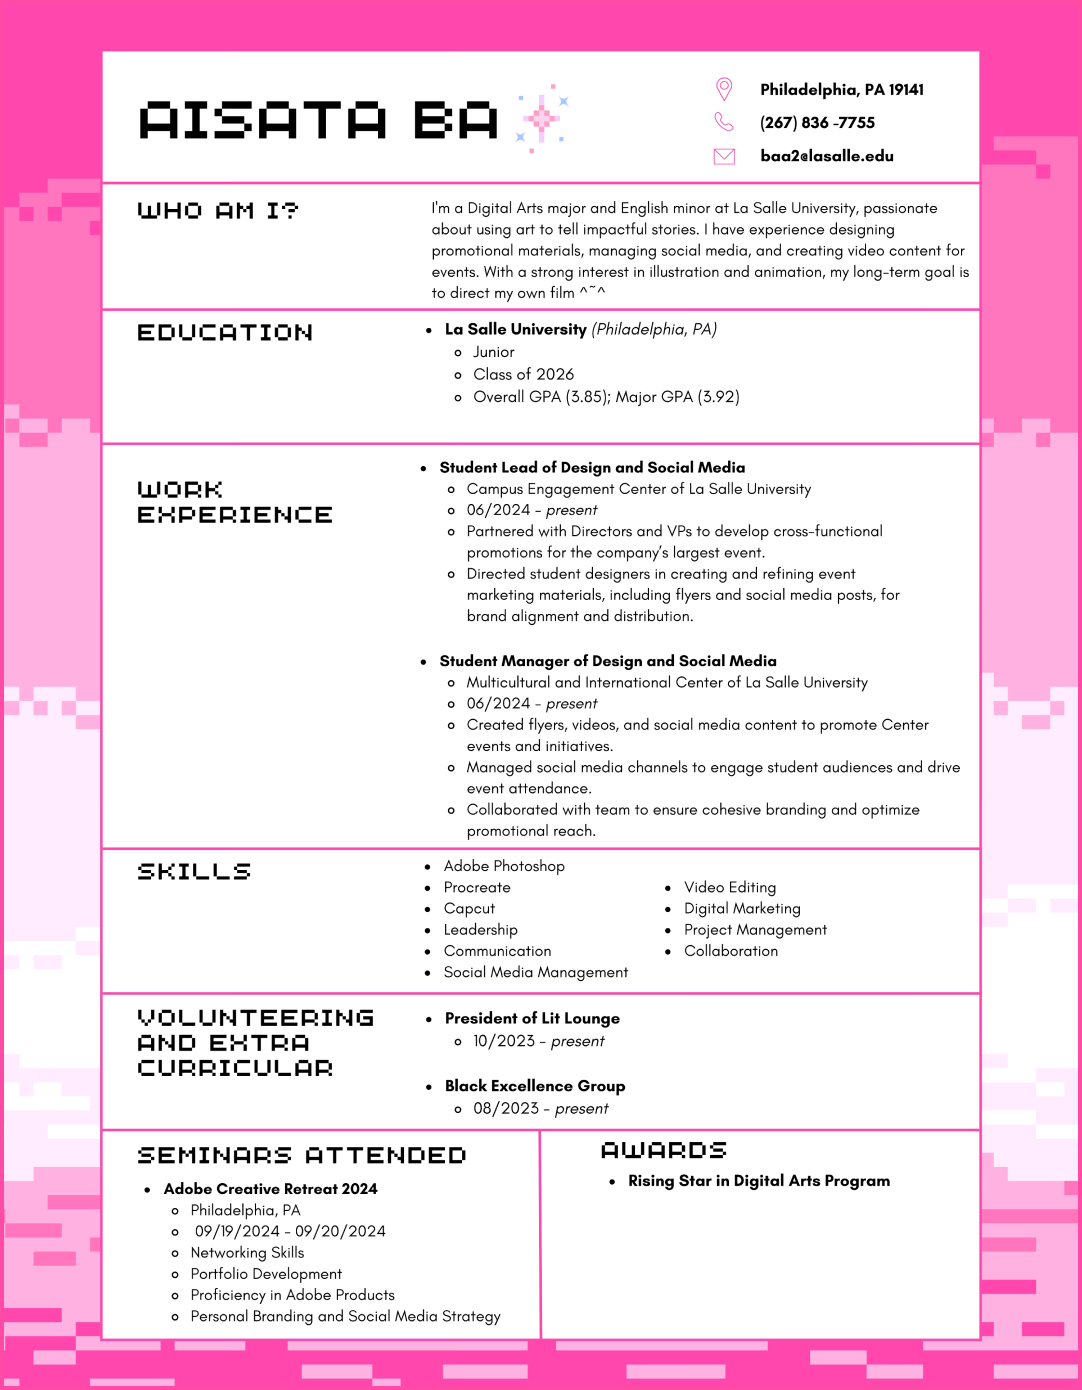 AISATA BA
Philadelphia, PA 19141
(267) 836 -7755
baa2@lasalle.edu
WHO AM I?
I'm a Digital Arts major and English minor at La Salle University, passionate
about using art to tell impactful stories. I have experience designing
promotional materials, managing social media, and creating video content for
events. With a strong interest in illustration and animation, my long-term goal is
to direct my own film ^~^
EDUCATION
• La Salle University (Philadelphia, PA)
Junior
Class of 2026
Overall GPA (3.85); Major GPA (3.92)
WORK
EXPERIENCE
• Student Lead of Design and Social Media
Campus Engagement Center of La Salle University
06/2024 - present
Partnered with Directors and VPs to develop cross-functional
promotions for the company's largest event.
Directed student designers in creating and refining event
marketing materials, including flyers and social media posts, for
brand alignment and distribution.
• Student Manager of Design and Social Media
Multicultural and International Center of La Salle University
06/2024 - present
Created flyers, videos, and social media content to promote Center
events and initiatives.
Managed social media channels to engage student audiences and drive
event attendance.
Collaborated with team to ensure cohesive branding and optimize
promotional reach.
SKILLS
• Adobe Photoshop
• Procreate
• Capcut
• Leadership
• Communication
• Social Media Management
• Video Editing
• Digital Marketing
• Project Management
• Collaboration
VOLUNTEERING
AND EXTRA
CURRICULAR
• President of Lit Lounge
10/2023 - present
• Black Excellence Group
08/2023 - present
SEMINARS ATTENDED
• Adobe Creative Retreat 2024
Philadelphia, PA
09/19/2024 - 09/20/2024
Networking Skills
Portfolio Development
Proficiency in Adobe Products
Personal Branding and Social Media Strategy
AWARDS
• Rising Star in Digital Arts Program